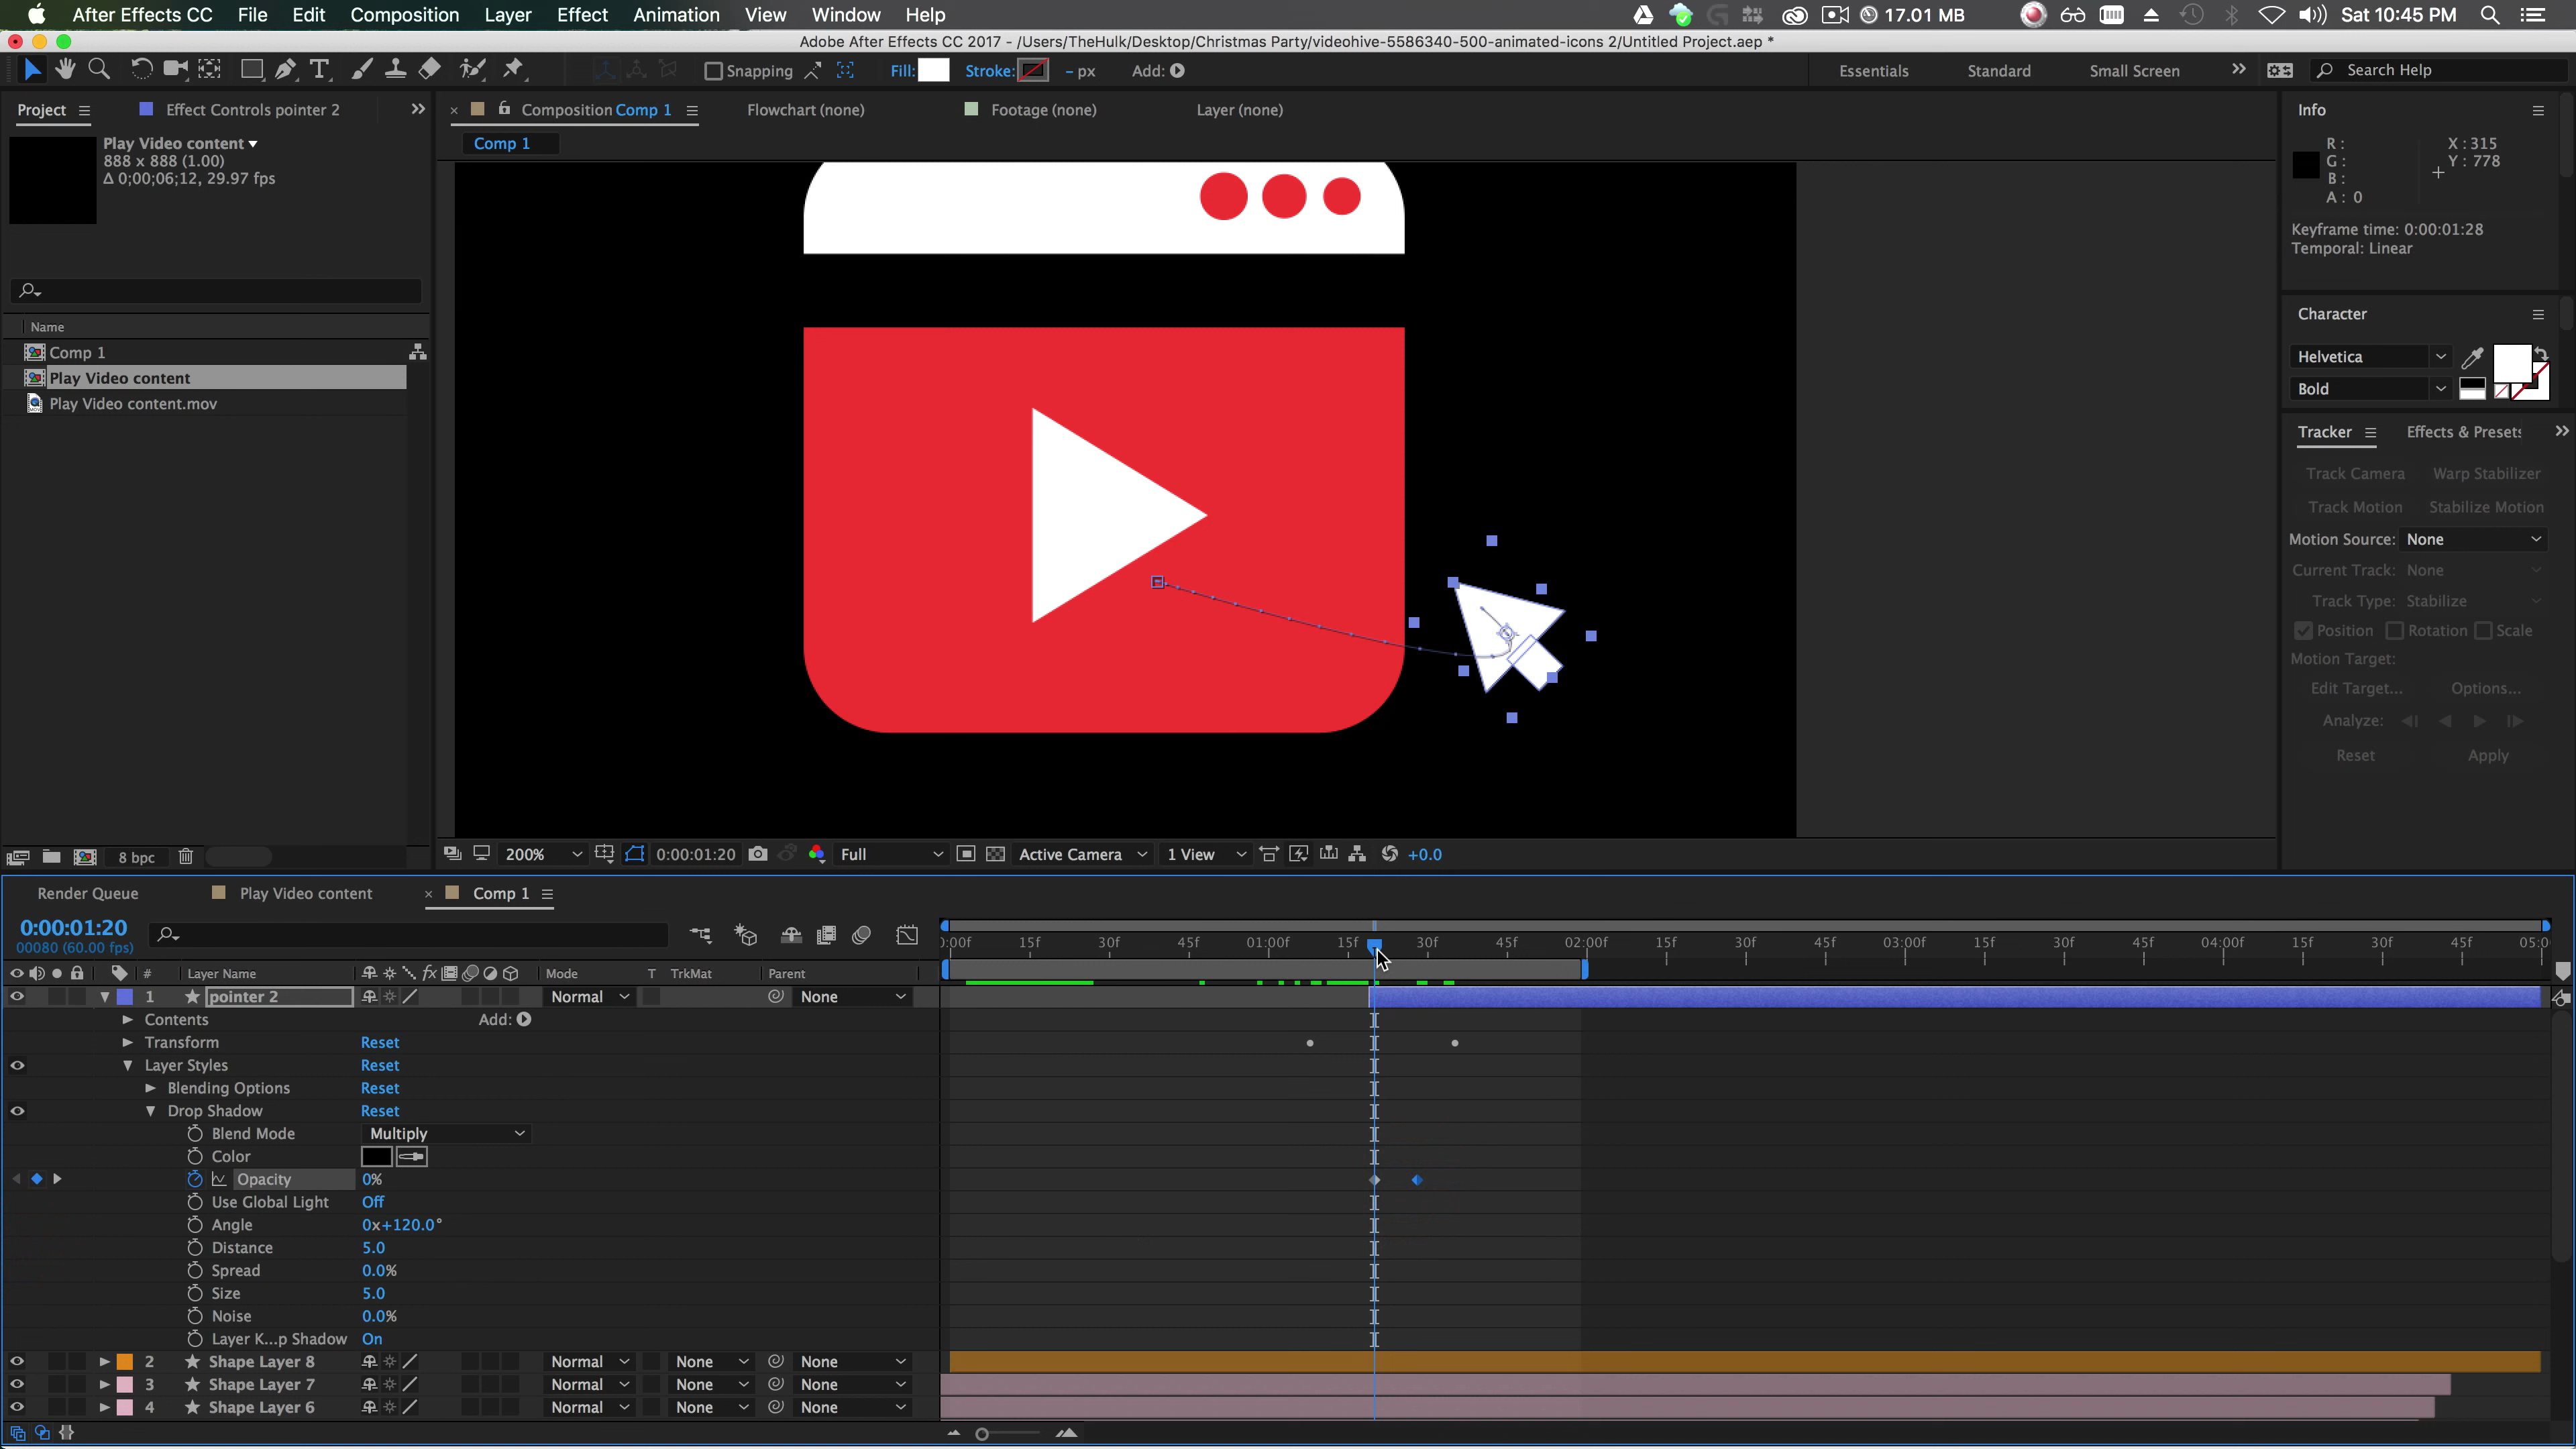 After Effects CC File Edit Composition Layer Effect Animation View Window Help 17.01 MB Sat 10:45 PM
Adobe After Effects CC 2017 - /Users/TheHulk/Desktop/Christmas Party/videohive-5586340-500-animated-icons 2/Untitled Project.aep *
Snapping Fill: Stroke: - px Add: Essentials Standard Small Screen Search Help
Project Effect Controls pointer 2 Composition Comp 1 Flowchart (none) Footage (none) Layer (none) Info
Play Video content
888 x 888 (1.00)
Δ 0;00;06;12, 29.97 fps
Comp 1
R : X : 315
G : Y : 778
B :
A : 0
Keyframe time: 0:00:01:28
Temporal: Linear
Name
Comp 1
Play Video content
Play Video content.mov
Character
Helvetica
Bold
Tracker Effects & Presets
Track Camera Warp Stabilizer
Track Motion Stabilize Motion
Motion Source: None
Current Track: None
Track Type: Stabilize
Position Rotation Scale
Motion Target:
Edit Target... Options...
Analyze:
Reset Apply
8 bpc 200% 0:00:01:20 Full Active Camera 1 View +0.0
Render Queue Play Video content Comp 1
0:00:01:20
00080 (60.00 fps)
):00f 15f 30f 45f 01:00f 15f 30f 45f 02:00f 15f 30f 45f 03:00f 15f 30f 45f 04:00f 15f 30f 45f 05:0
# Layer Name fx Mode T TrkMat Parent
1 pointer 2 Normal None
Contents Add:
Transform Reset
Layer Styles Reset
Blending Options Reset
Drop Shadow Reset
Blend Mode Multiply
Color
Opacity 0%
Use Global Light Off
Angle 0x+120.0°
Distance 5.0
Spread 0.0%
Size 5.0
Noise 0.0%
Layer K...p Shadow On
2 Shape Layer 8 Normal None None
3 Shape Layer 7 Normal None None
4 Shape Layer 6 Normal None None